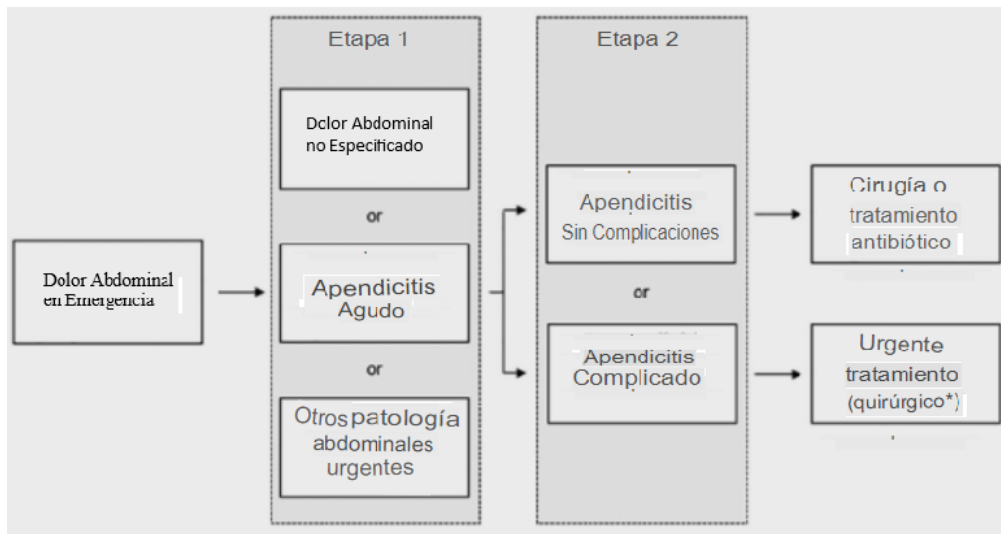 Etapa 1
Etapa 2
Dolor Abdominal
en Emergencia
Dclor Abdominal
no Especificado
or
Apendicitis
Agudo
or
Otros patología
abdominales
urgentes
Apendicitis
Sin Complicaciones
or
Apendicitis
Complicado
Cirugía o
tratamiento
antibiótico
Urgente
tratamiento
(quirúrgico*)